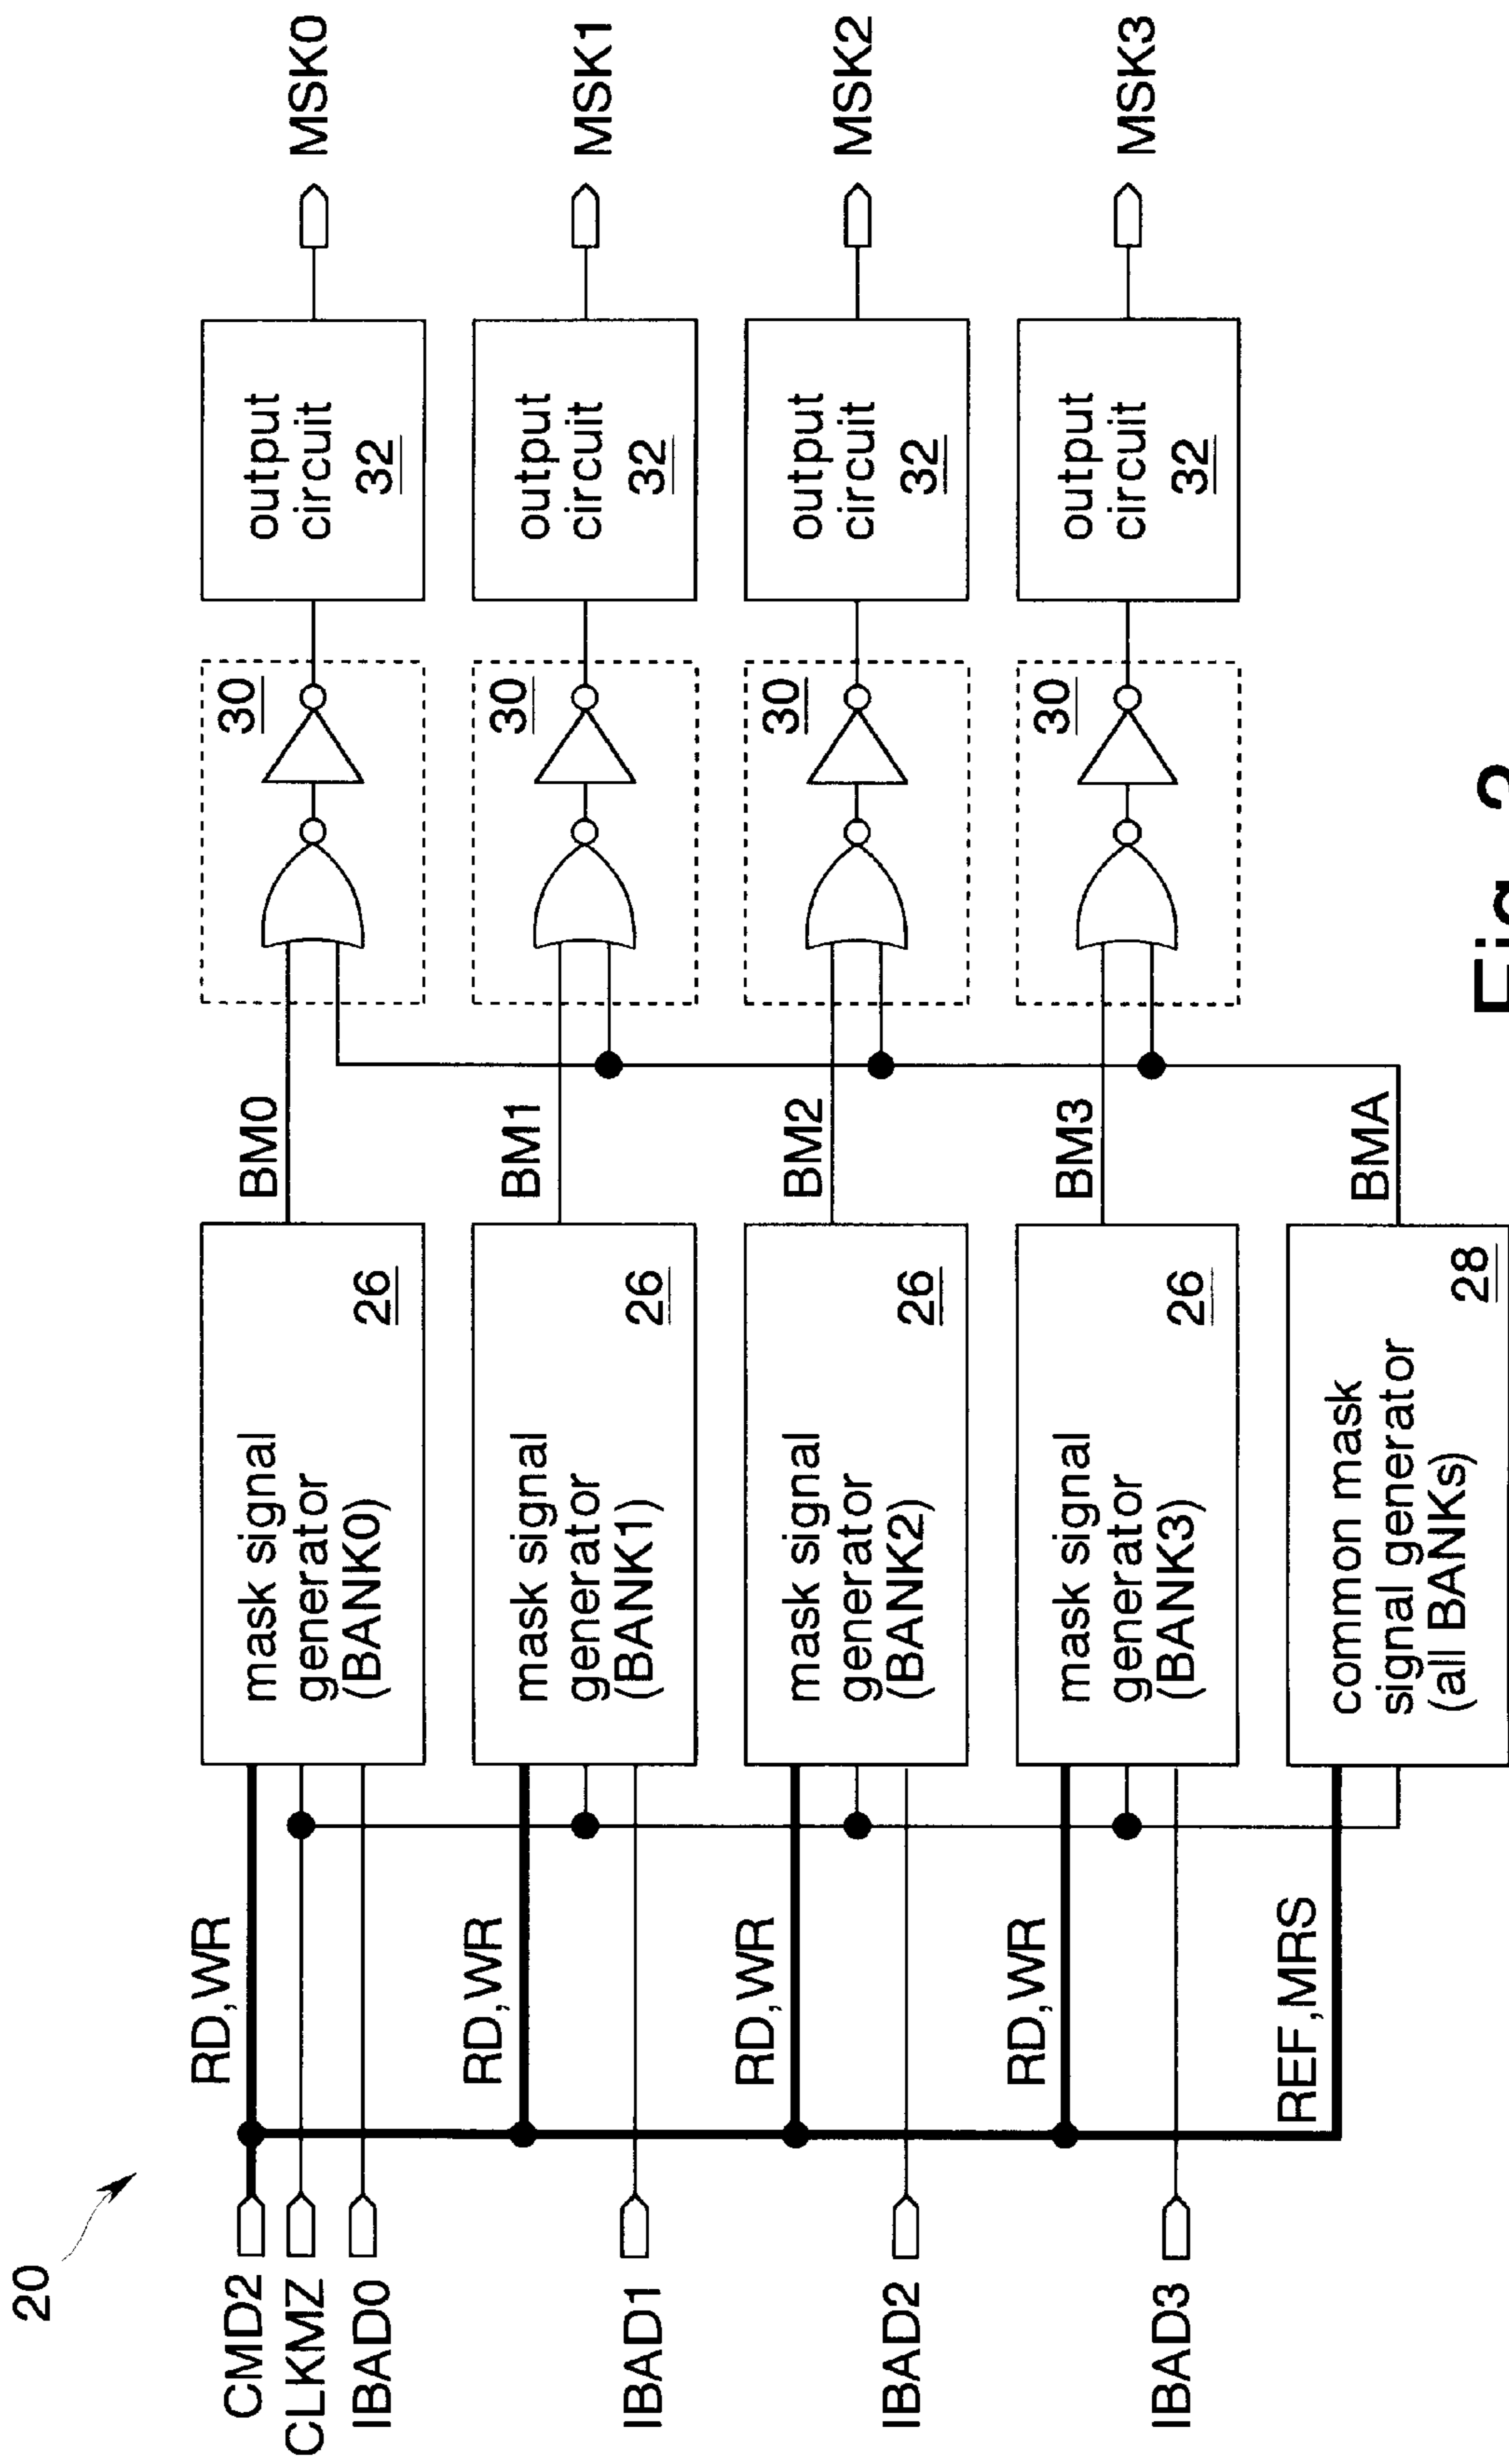 20
CMD2
CLKMZ
IBAD0
RD,WR
mask signal
generator
(BANK0)
26
BM0
30
output
circuit
32
MSK0
IBAD1
RD,WR
mask signal
generator
(BANK1)
26
BM1
30
output
circuit
32
MSK1
IBAD2
RD,WR
mask signal
generator
(BANK2)
26
BM2
30
output
circuit
32
MSK2
IBAD3
RD,WR
mask signal
generator
(BANK3)
26
BM3
30
output
circuit
32
MSK3
REF,MRS
common mask
signal generator
(all BANKs)
28
BMA
Fig.